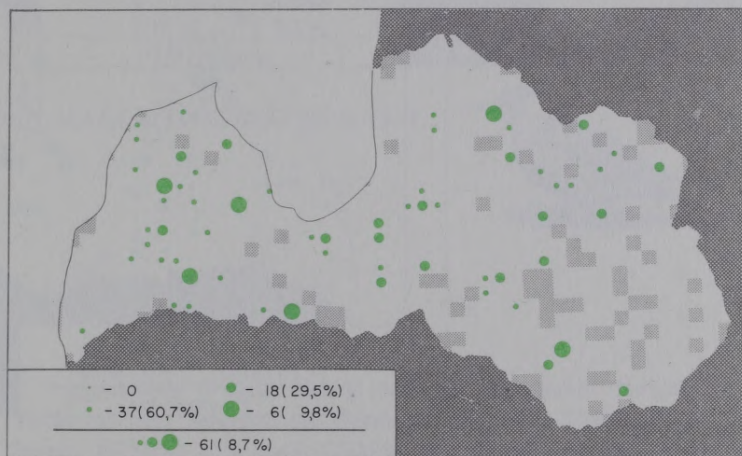 - 0 - 18(29,5%)
- 37(60,7%) - 6( 9,8%)
- 61( 8,7%)